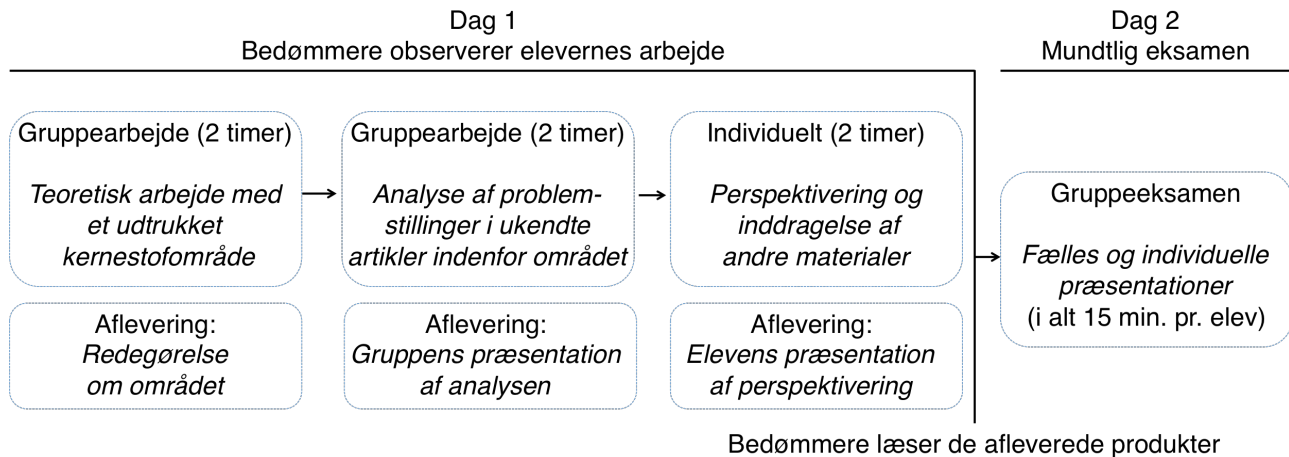 Dag 1
Bedømmere observerer elevernes arbejde
Dag 2
Mundtlig eksamen
Gruppearbejde (2 timer)
Teoretisk arbejde med
et udtrukket
kernestofområde
Gruppearbejde (2 timer)
Analyse af problem-
stillinger i ukendte
artikler indenfor området
Individuelt (2 timer)
Perspektivering og
inddragelse af
andre materialer
Gruppeeksamen
Fælles og individuelle
præsentationer
(i alt 15 min. pr. elev)
Aflevering:
Redegørelse
om området
Aflevering:
Gruppens præsentation
af analysen
Aflevering:
Elevens præsentation
af perspektivering
Bedømmere læser de afleverede produkter